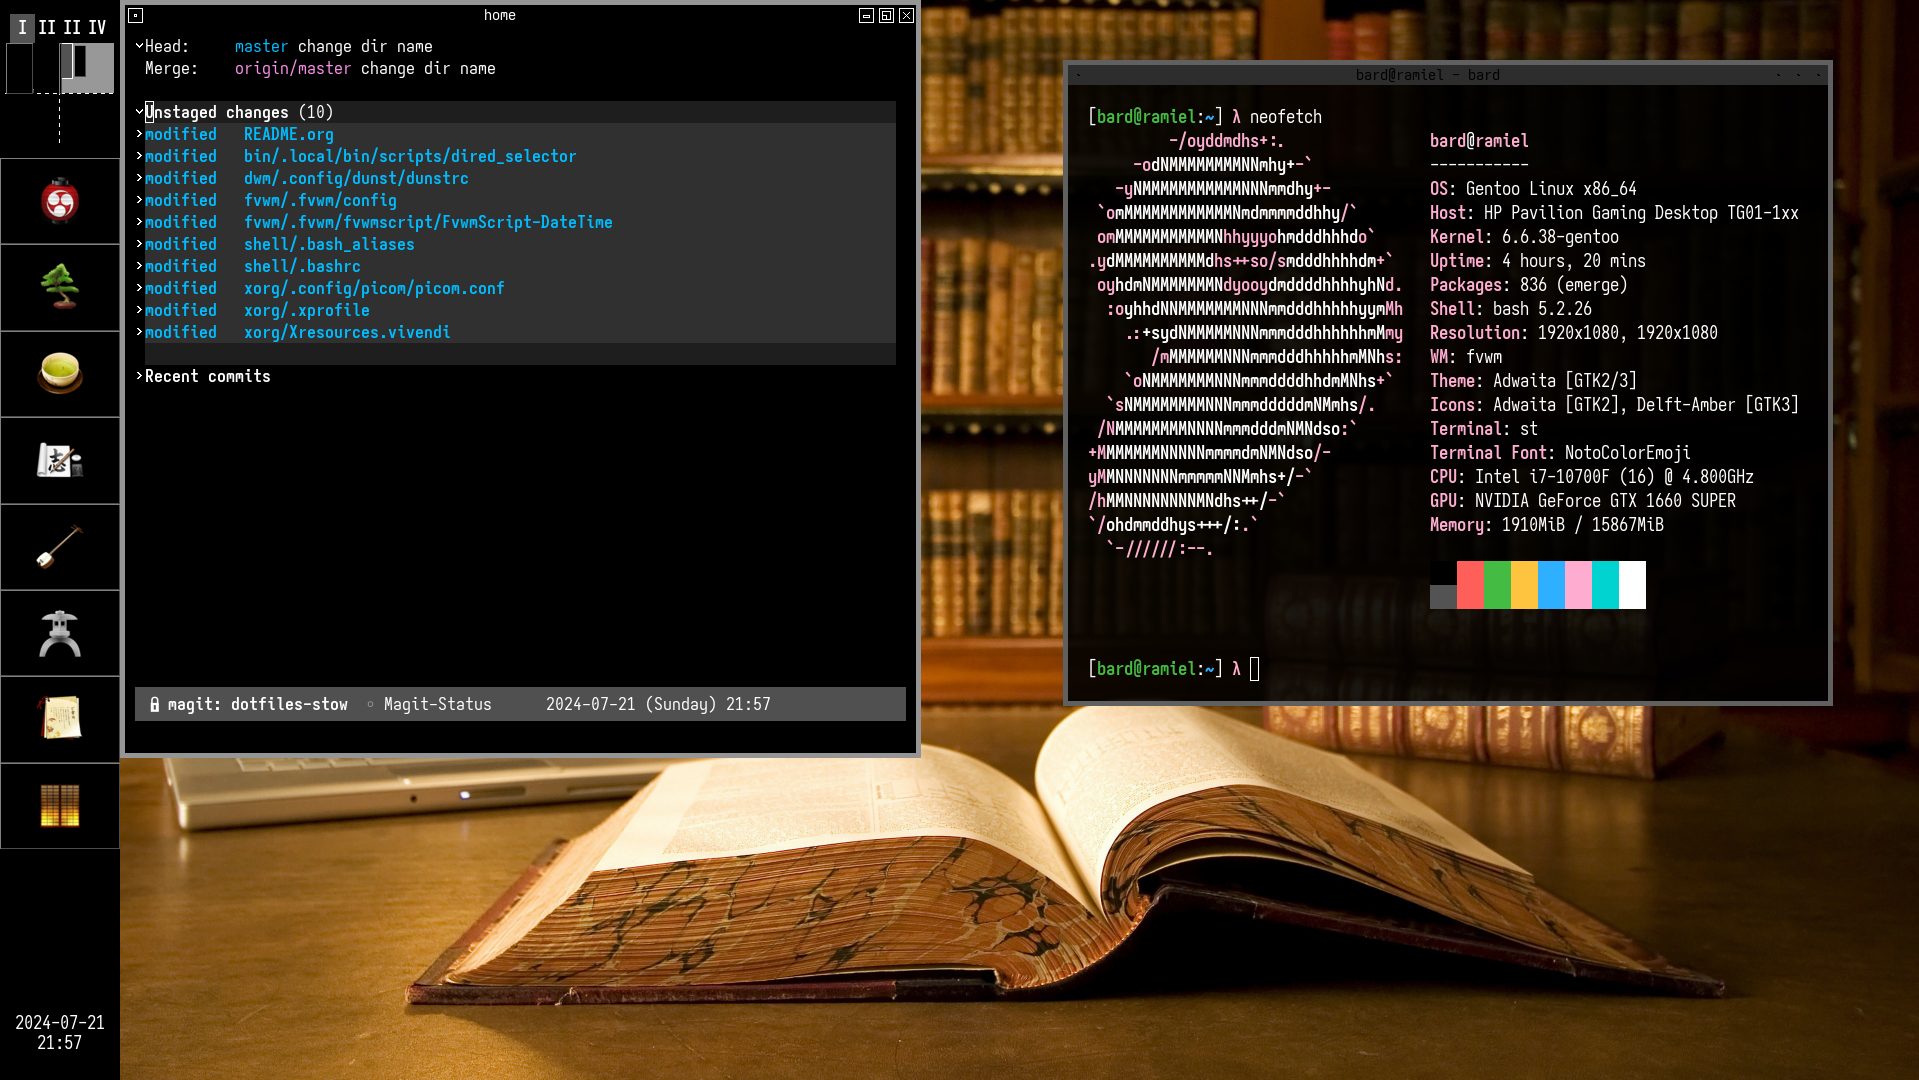 I II II IV
志
2024-07-21
21:57
home
Head:     master change dir name
Merge:    origin/master change dir name
Unstaged changes (10)
modified   README.org
modified   bin/.local/bin/scripts/dired_selector
modified   dwm/.config/dunst/dunstrc
modified   fvwm/.fvwm/config
modified   fvwm/.fvwm/fvwmscript/FvwmScript-DateTime
modified   shell/.bash_aliases
modified   shell/.bashrc
modified   xorg/.config/picom/picom.conf
modified   xorg/.xprofile
modified   xorg/Xresources.vivendi
Recent commits
magit: dotfiles-stow  ◦ Magit-Status      2024-07-21 (Sunday) 21:57
bard@ramiel - bard
[bard@ramiel:~] λ neofetch
         -/oyddmdhs+:.                bard@ramiel
     -odNMMMMMMMMNNmhy+-`             -----------
   -yNMMMMMMMMMMMNNNmmdhy+-           OS: Gentoo Linux x86_64
 `omMMMMMMMMMMMMNmdmmmmddhhy/`        Host: HP Pavilion Gaming Desktop TG01-1xx
 omMMMMMMMMMMMNhhyyyohmdddhhhdo`      Kernel: 6.6.38-gentoo
.ydMMMMMMMMMMdhs++so/smdddhhhhdm+`    Uptime: 4 hours, 20 mins
 oyhdmNMMMMMMMNdyooydmddddhhhhyhNd.   Packages: 836 (emerge)
  :oyhhdNNMMMMMMMNNNmmdddhhhhhyymMh   Shell: bash 5.2.26
    .:+sydNMMMMMNNNmmmdddhhhhhhmMmy   Resolution: 1920x1080, 1920x1080
       /mMMMMMMNNNmmmdddhhhhhmMNhs:   WM: fvwm
    `oNMMMMMMMNNNmmmddddhhdmMNhs+`    Theme: Adwaita [GTK2/3]
  `sNMMMMMMMMNNNmmmdddddmNMmhs/.      Icons: Adwaita [GTK2], Delft-Amber [GTK3]
 /NMMMMMMMMNNNNmmmdddmNMNdso:`        Terminal: st
+MMMMMMMNNNNNmmmmdmNMNdso/-           Terminal Font: NotoColorEmoji
yMMNNNNNNNmmmmmNNMmhs+/-`             CPU: Intel i7-10700F (16) @ 4.800GHz
/hMMNNNNNNNNMNdhs++/-`                GPU: NVIDIA GeForce GTX 1660 SUPER
`/ohdmmddhys+++/:.`                   Memory: 1910MiB / 15867MiB
  `-//////:--.
[bard@ramiel:~] λ